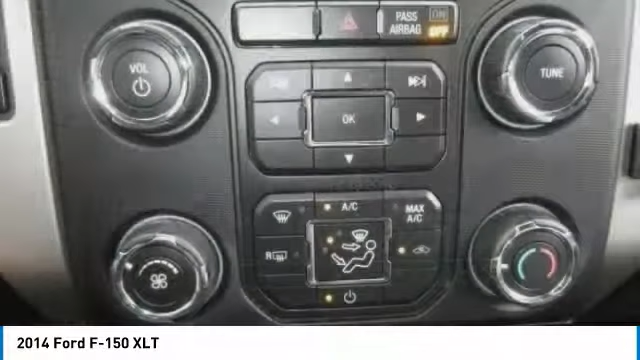 PASS AIRBAG ON OFF
VOL
TUNE
OK
A/C
MAX A/C
R
2014 Ford F-150 XLT